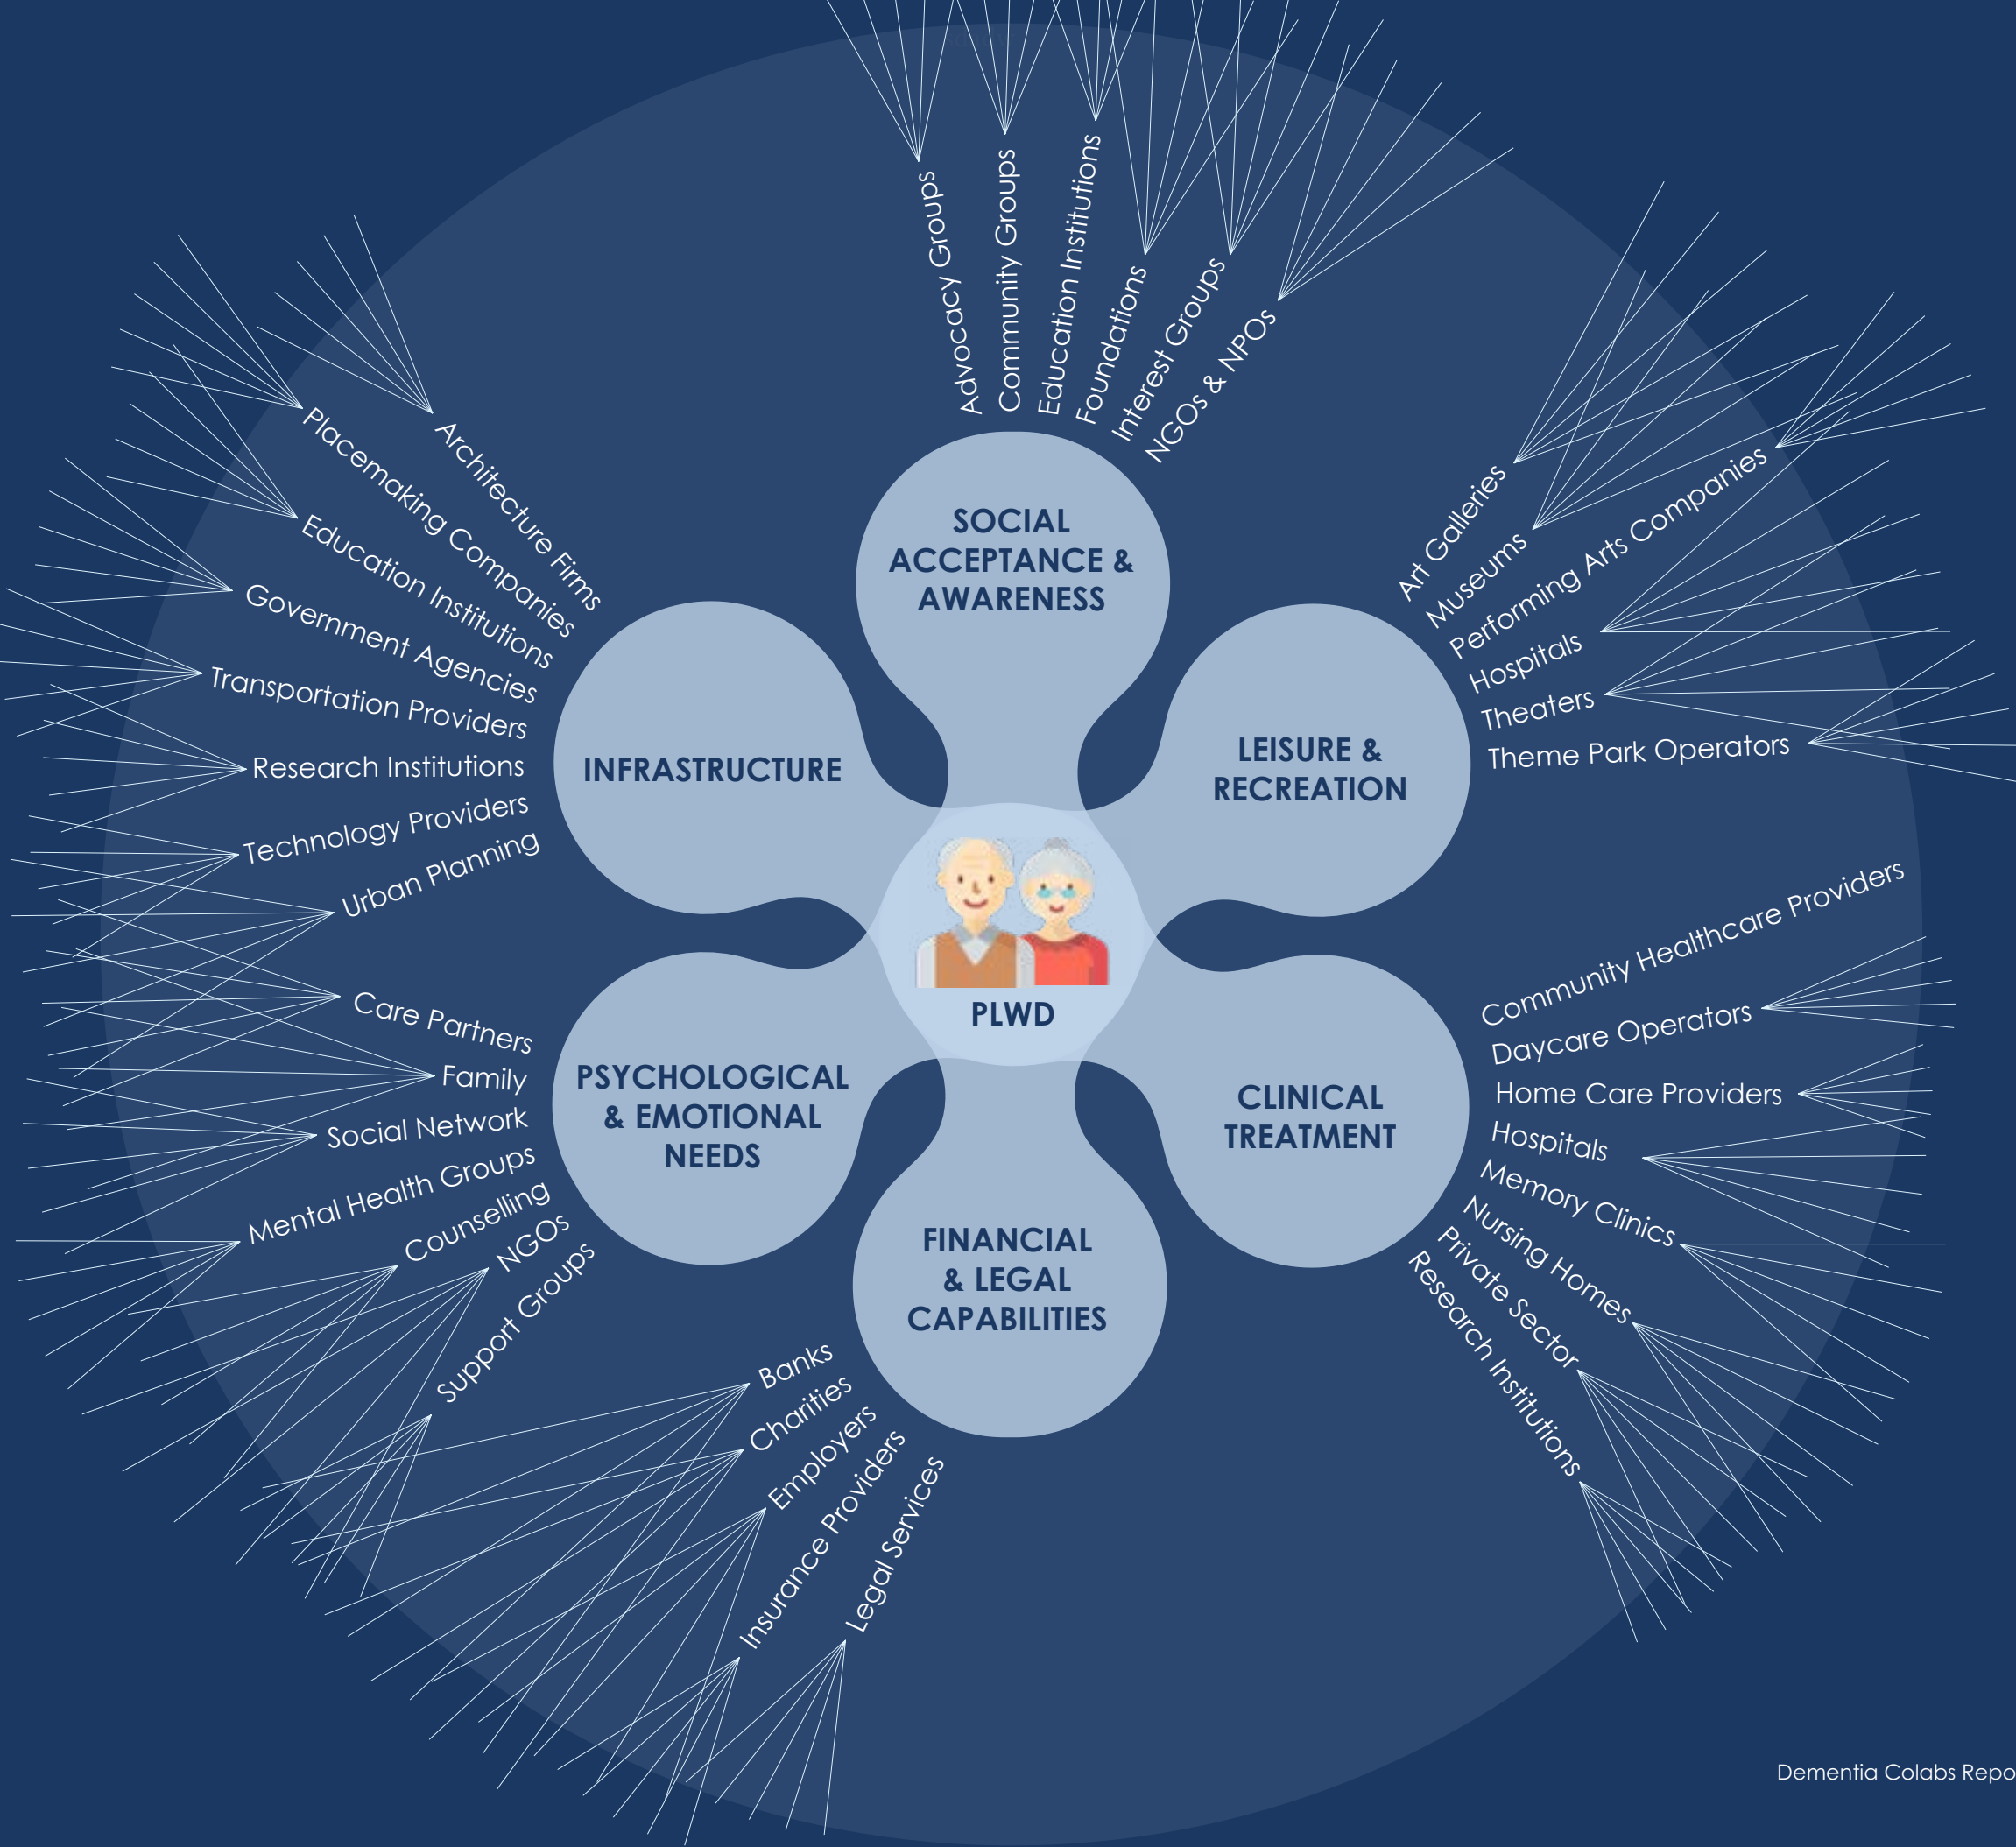 Advocacy Groups
Community Groups
Education Institutions
Foundations
Interest Groups
NGOs & NPOs
SOCIAL
ACCEPTANCE &
AWARENESS
Art Galleries
Museums
Performing Arts Companies
Hospitals
Theaters
Theme Park Operators
LEISURE &
RECREATION
Community Healthcare Providers
Daycare Operators
Home Care Providers
Hospitals
Memory Clinics
Nursing Homes
Private Sector
Research Institutions
CLINICAL
TREATMENT
Banks
Charities
Employers
Insurance Providers
Legal Services
FINANCIAL
& LEGAL
CAPABILITIES
Care Partners
Family
Social Network
Mental Health Groups
Counselling
NGOs
Support Groups
PSYCHOLOGICAL
& EMOTIONAL
NEEDS
Architecture Firms
Placemaking Companies
Education Institutions
Government Agencies
Transportation Providers
Research Institutions
Technology Providers
Urban Planning
INFRASTRUCTURE
PLWD
Dementia Colabs Repo